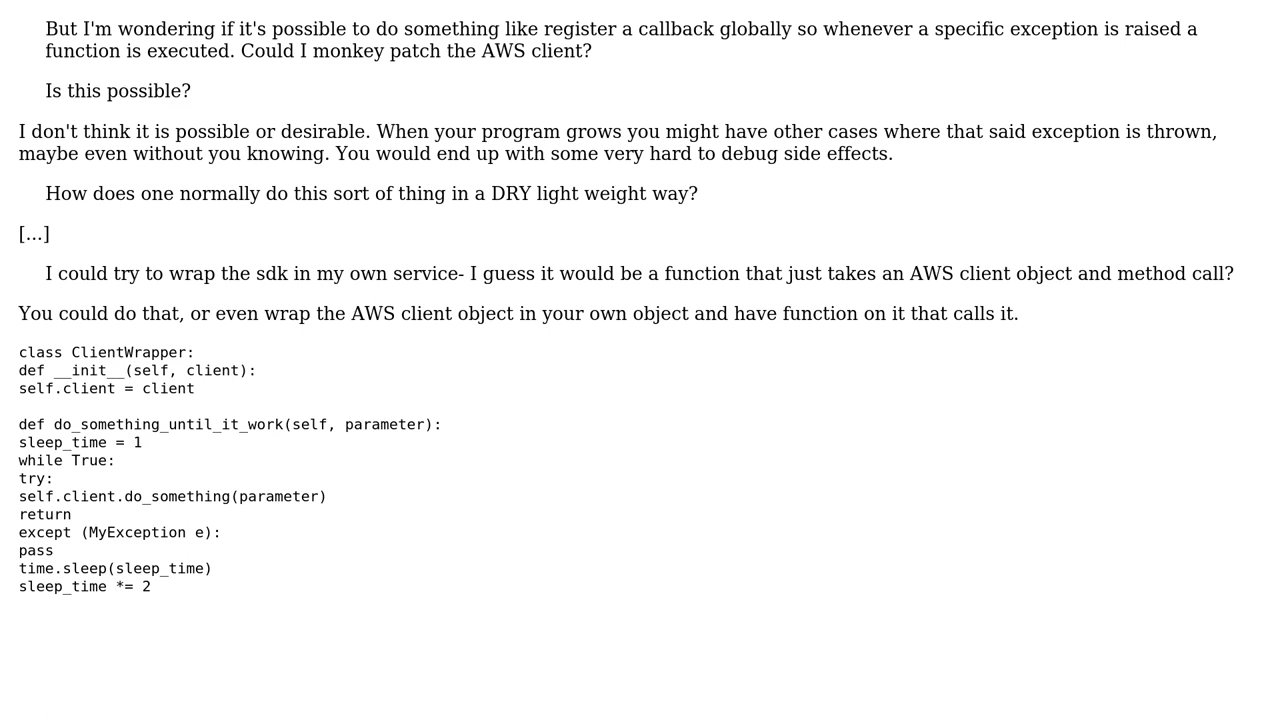 But I'm wondering if it's possible to do something like register a callback globally so whenever a specific exception is raised a
function is executed. Could I monkey patch the AWS client?
Is this possible?
I don't think it is possible or desirable. When your program grows you might have other cases where that said exception is thrown,
maybe even without you knowing. You would end up with some very hard to debug side effects.
How does one normally do this sort of thing in a DRY light weight way?
[...]
I could try to wrap the sdk in my own service- I guess it would be a function that just takes an AWS client object and method call?
You could do that, or even wrap the AWS client object in your own object and have function on it that calls it.
class ClientWrapper:
def __init__(self, client):
self.client = client
def do_something_until_it_work(self, parameter):
sleep_time = 1
while True:
try:
self.client.do_something(parameter)
return
except (MyException e):
pass
time.sleep(sleep_time)
sleep_time *= 2